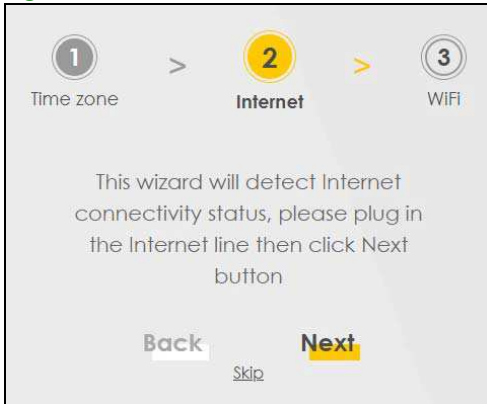 1 > 2 > 3
Time zone Internet WiFi
This wizard will detect Internet
connectivity status, please plug in
the Internet line then click Next
button
Back Next
Skip